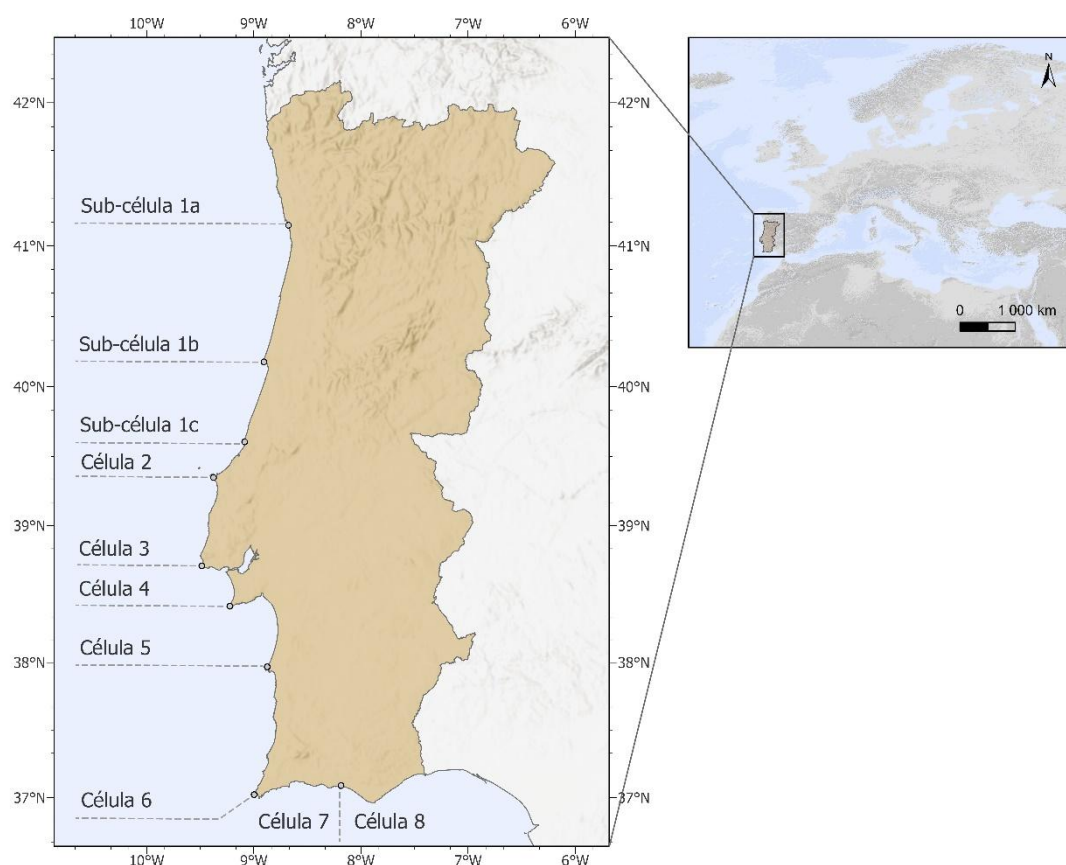 10°W 9°W 8°W 7°W 6°W
42°N 42°N
Sub-célula 1a
41°N 41°N
Sub-célula 1b
40°N 40°N
Sub-célula 1c
Célula 2
39°N 39°N
Célula 3
Célula 4
Célula 5
38°N 38°N
37°N 37°N
Célula 6
Célula 7 Célula 8
10°W 9°W 8°W 7°W 6°W
N
0 1 000 km